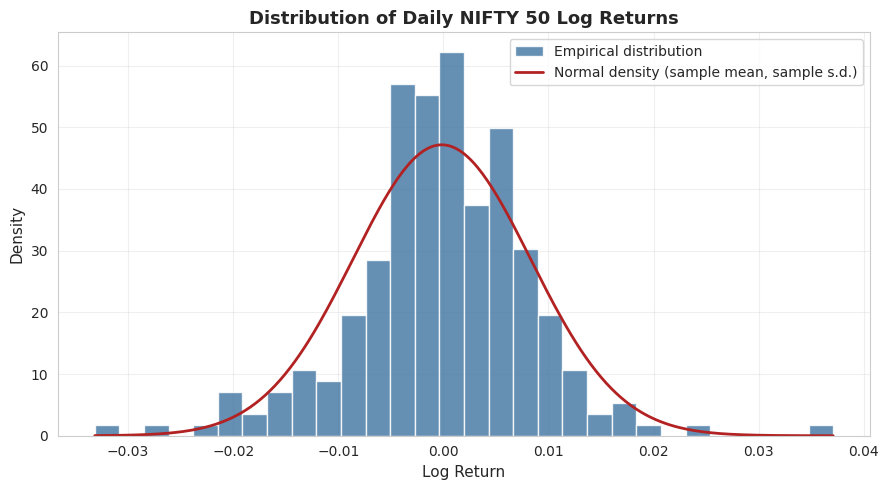 Distribution of Daily NIFTY 50 Log Returns
Empirical distribution
Normal density (sample mean, sample s.d.)
Density
60
50
40
30
20
10
0
−0.03 −0.02 −0.01 0.00 0.01 0.02 0.03 0.04
Log Return